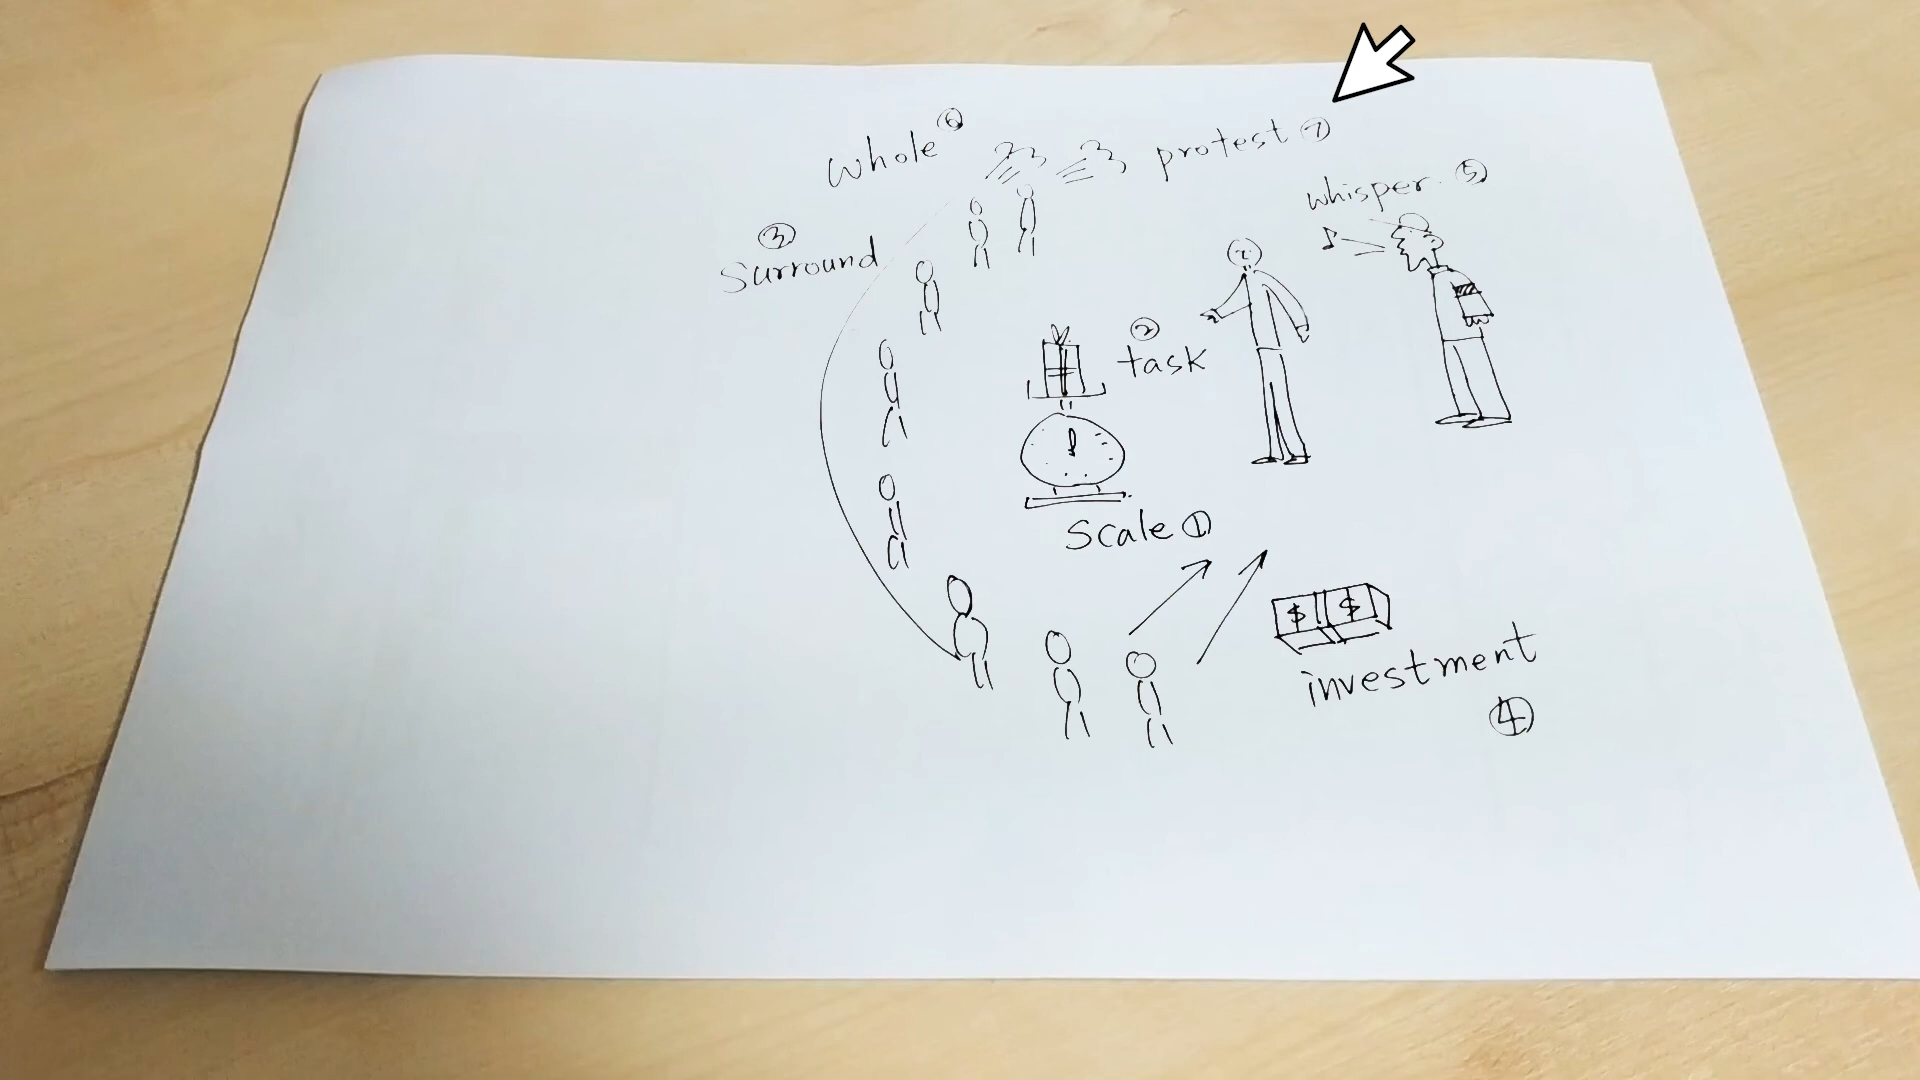 whole ⑥
protest ⑦
whisper. ⑤
③
surround
②
task
scale ①
$ $
investment
④